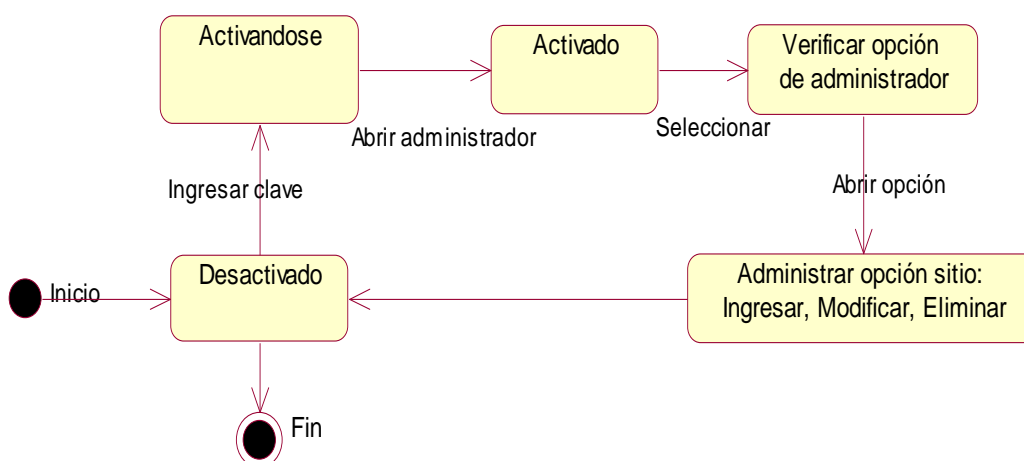 Activandose
Activado
Verificar opción
de administrador
Abrir administrador
Seleccionar
Ingresar clave
Abrir opción
Desactivado
Administrar opción sitio:
Ingresar, Modificar, Eliminar
Inicio
Fin